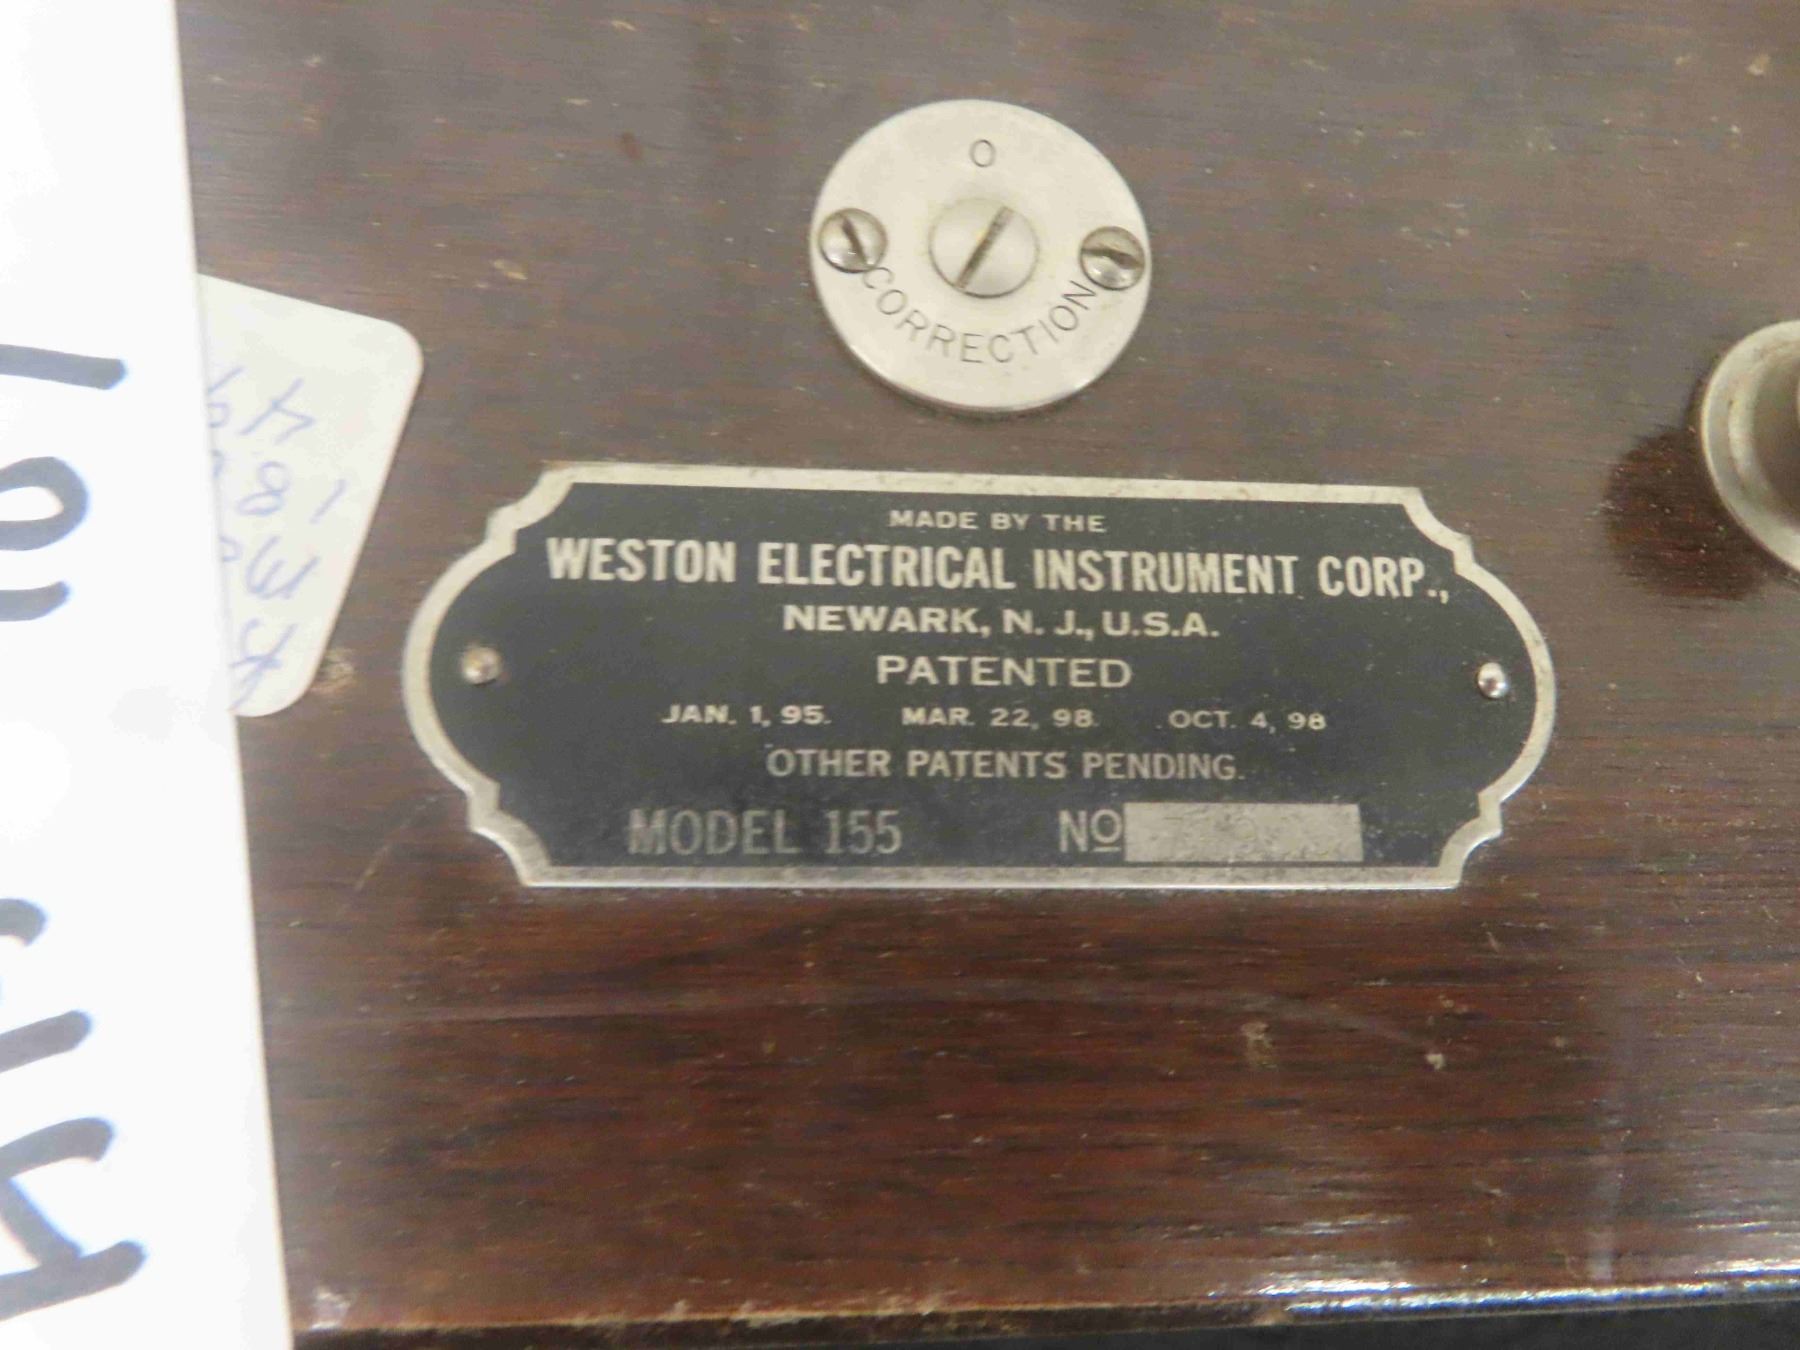 O
CORRECTION
MADE BY THE
WESTON ELECTRICAL INSTRUMENT CORP.,
NEWARK, N. J., U.S.A.
PATENTED
JAN. 1, 95. MAR. 22, 98. OCT. 4, 98
OTHER PATENTS PENDING.
MODEL 155 NO